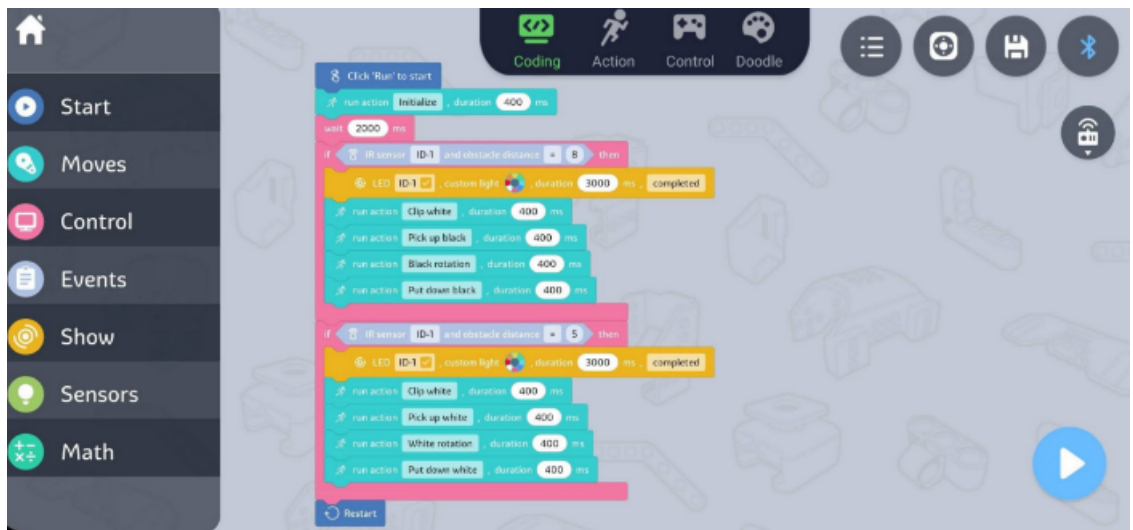 Coding Action Control Doodle
Start
Moves
Control
Events
Show
Sensors
Math
Click 'Run' to start
run action Initialize , duration 400 ms
wait 2000 ms
if IR sensor ID-1 and obstacle distance = 8 then
LED ID-1 , custom light , duration 3000 ms , completed
run action Clip white , duration 400 ms
run action Pick up black , duration 400 ms
run action Black rotation , duration 400 ms
run action Put down black , duration 400 ms
if IR sensor ID-1 and obstacle distance = 5 then
LED ID-1 , custom light , duration 3000 ms , completed
run action Clip white , duration 400 ms
run action Pick up white , duration 400 ms
run action White rotation , duration 400 ms
run action Put down white , duration 400 ms
Restart